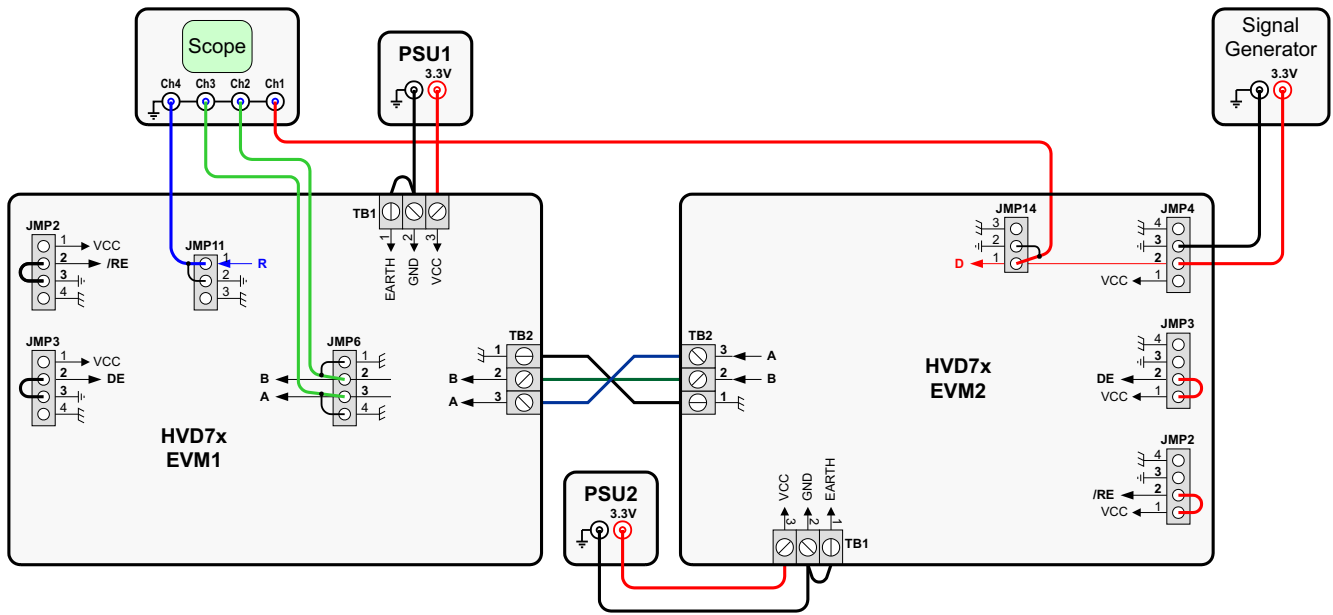 Scope
Ch4 Ch3 Ch2 Ch1
PSU1
3.3V
Signal
Generator
3.3V
JMP2
1 VCC
2 /RE
3
4
JMP11
1 R
2
3
TB1
1 2 3
EARTH GND VCC
JMP3
1 VCC
2 DE
3
4
JMP6
1
B 2
A 3
4
TB2
1
B 2
A 3
HVD7x
EVM1
TB2
3 A
2 B
1
JMP14
3
2
D 1
JMP4
4
3
2
VCC 1
JMP3
4
3
DE 2
VCC 1
HVD7x
EVM2
JMP2
4
3
/RE 2
VCC 1
PSU2
3.3V
VCC GND EARTH
3 2 1
TB1